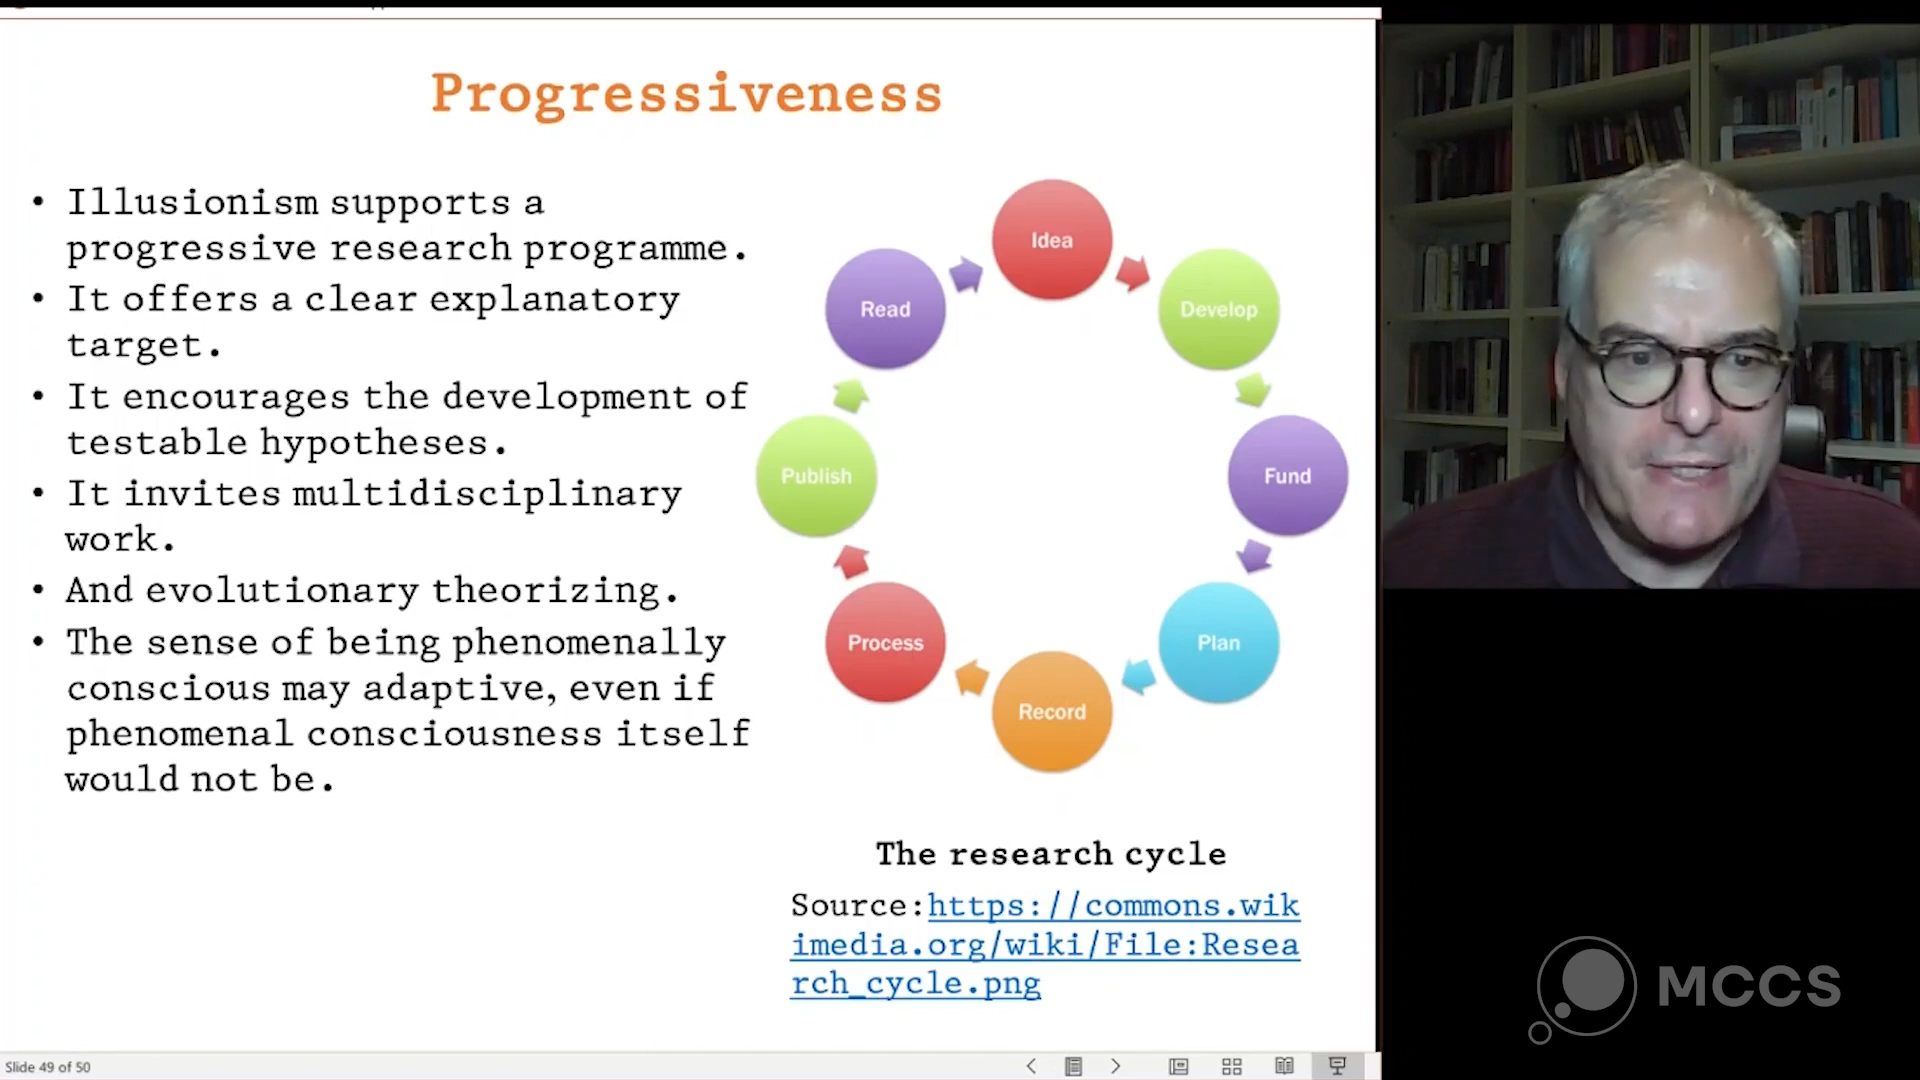 Progressiveness
• Illusionism supports a
progressive research programme.
• It offers a clear explanatory
target.
• It encourages the development of
testable hypotheses.
• It invites multidisciplinary
work.
• And evolutionary theorizing.
• The sense of being phenomenally
conscious may adaptive, even if
phenomenal consciousness itself
would not be.
Idea
Develop
Fund
Plan
Record
Process
Publish
Read
The research cycle
Source:https://commons.wik
imedia.org/wiki/File:Resea
rch_cycle.png
MCCS
Slide 49 of 50